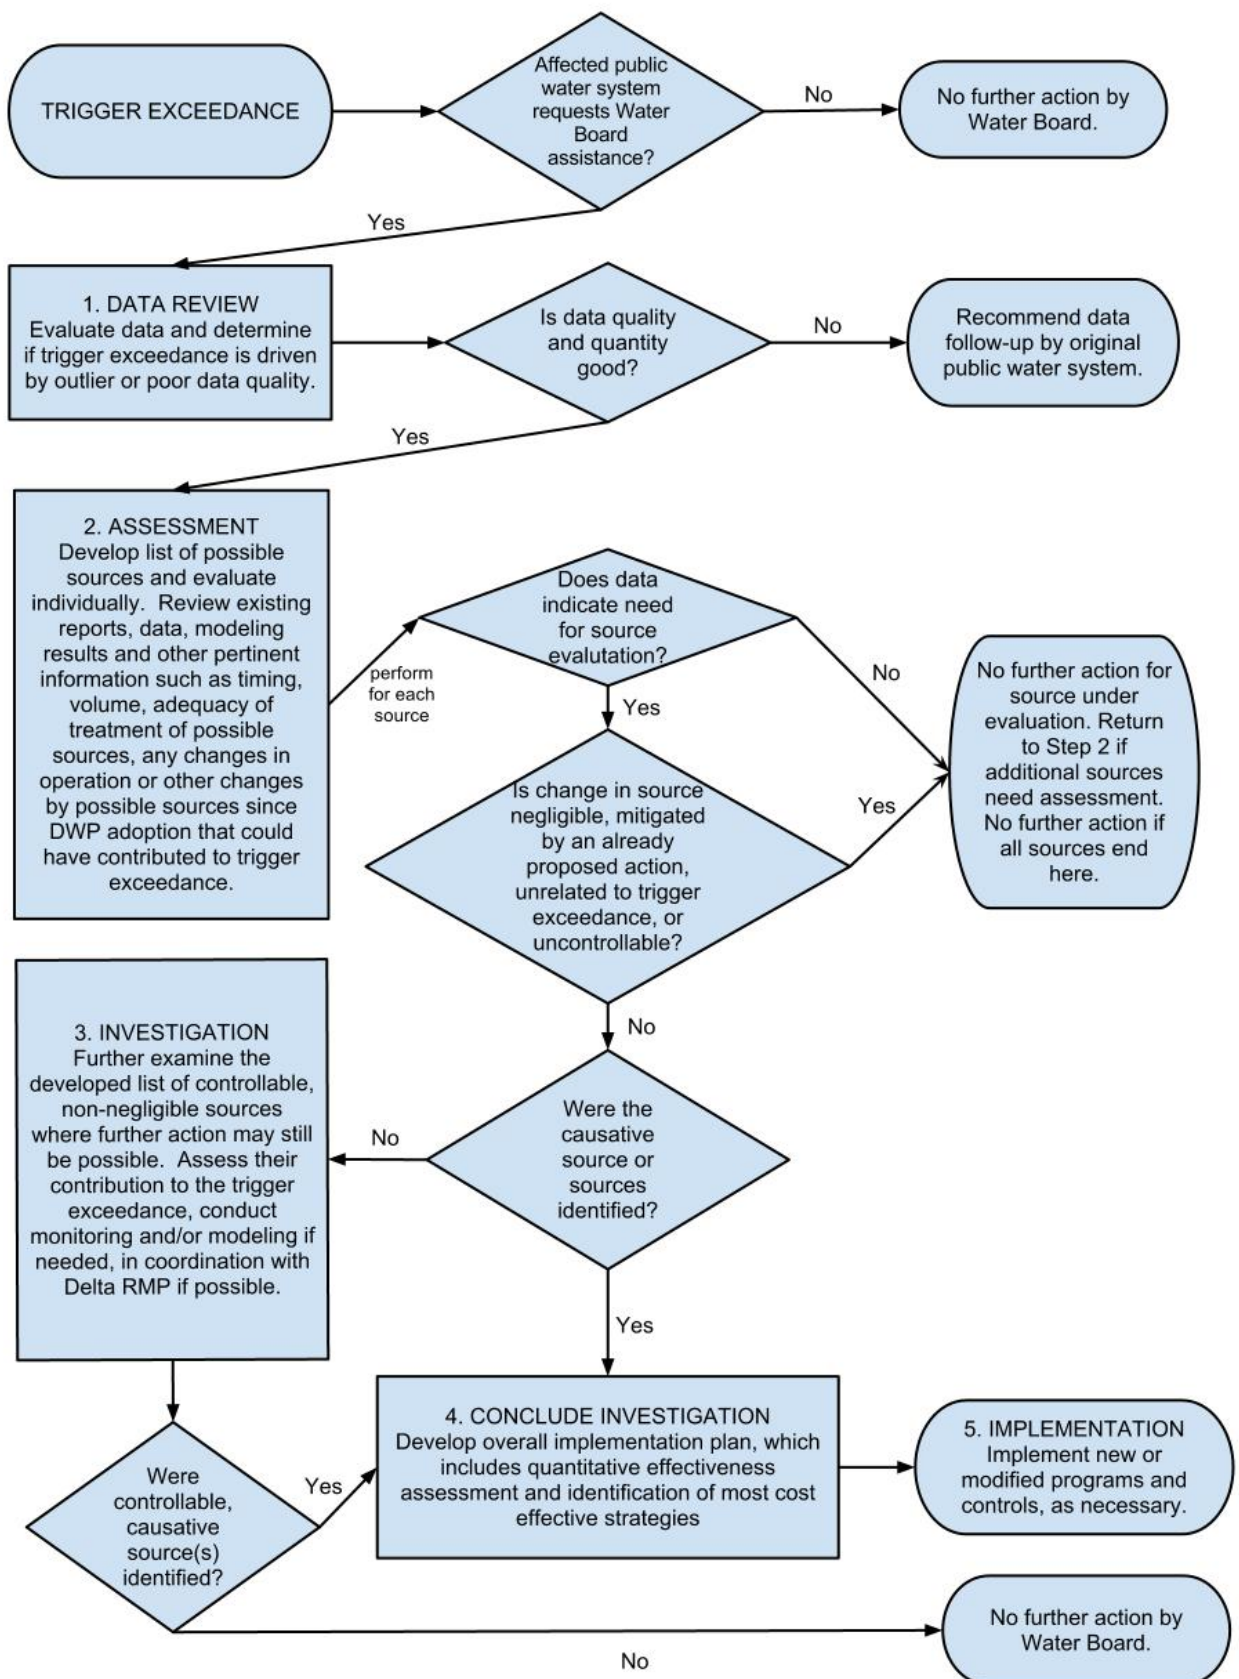 TRIGGER EXCEEDANCE
Affected public
water system
requests Water
Board
assistance?
No
No further action by
Water Board.
Yes
1. DATA REVIEW
Evaluate data and determine
if trigger exceedance is driven
by outlier or poor data quality.
Is data quality
and quantity
good?
No
Recommend data
follow-up by original
public water system.
Yes
2. ASSESSMENT
Develop list of possible
sources and evaluate
individually. Review existing
reports, data, modeling
results and other pertinent
information such as timing,
volume, adequacy of
treatment of possible
sources, any changes in
operation or other changes
by possible sources since
DWP adoption that could
have contributed to trigger
exceedance.
perform
for each
source
Does data
indicate need
for source
evalutation?
No
Yes
No further action for
source under
evaluation. Return
to Step 2 if
additional sources
need assessment.
No further action if
all sources end
here.
Is change in source
negligible, mitigated
by an already
proposed action,
unrelated to trigger
exceedance, or
uncontrollable?
Yes
No
3. INVESTIGATION
Further examine the
developed list of controllable,
non-negligible sources
where further action may still
be possible. Assess their
contribution to the trigger
exceedance, conduct
monitoring and/or modeling if
needed, in coordination with
Delta RMP if possible.
No
Were the
causative
source or
sources
identified?
Yes
Were
controllable,
causative
source(s)
identified?
Yes
4. CONCLUDE INVESTIGATION
Develop overall implementation plan, which
includes quantitative effectiveness
assessment and identification of most cost
effective strategies
5. IMPLEMENTATION
Implement new or
modified programs and
controls, as necessary.
No
No further action by
Water Board.